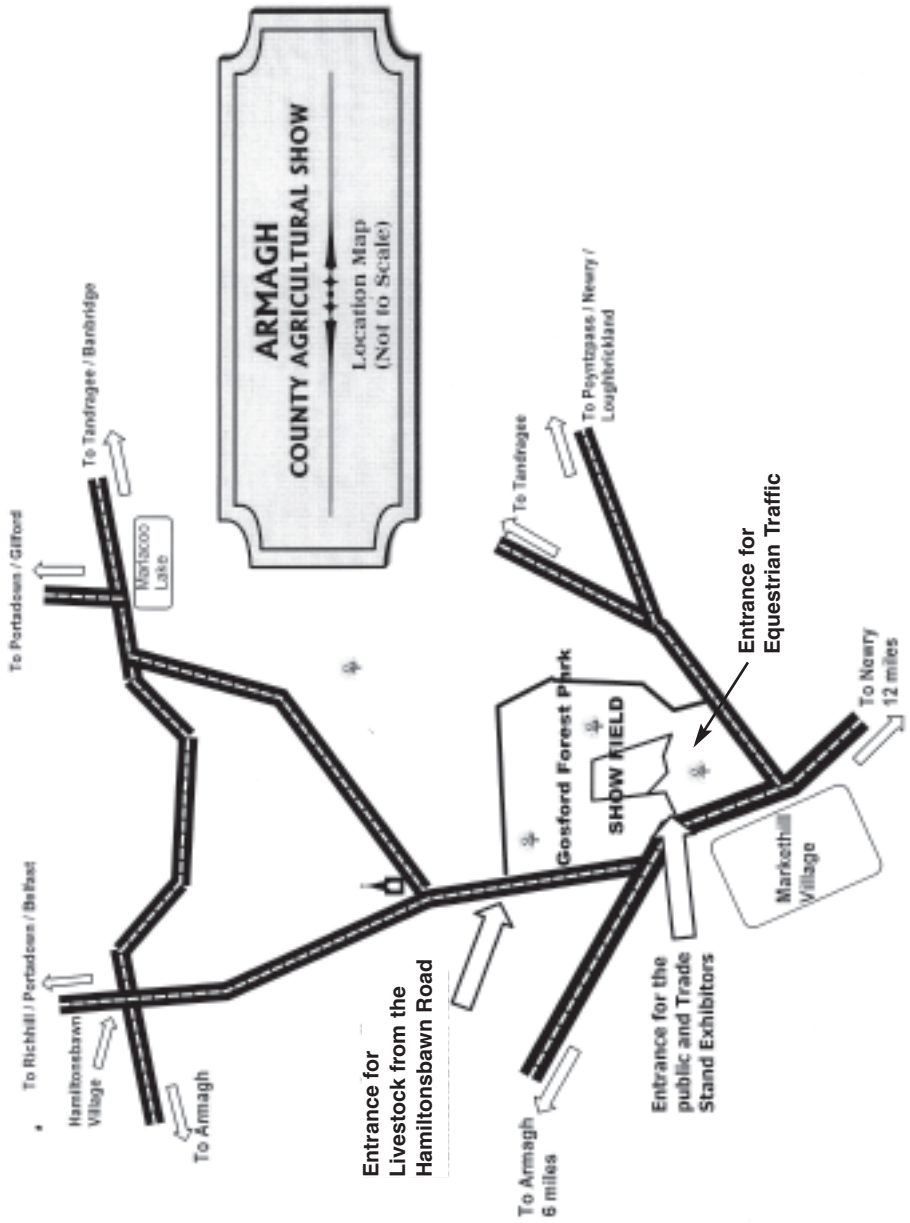 ARMAGH
COUNTY AGRICULTURAL SHOW
Location Map
(Not to Scale)
To Richhill / Portadown / Belfast
Hamiltonsbawn
Village
To Armagh
To Portadown / Gilford
To Tandragee / Banbridge
Marlacoo
Lake
Entrance for
Livestock from the
Hamiltonsbawn Road
Gosford Forest Park
SHOW FIELD
To Tandragee
To Poyntzpass / Newry /
Loughbrickland
Entrance for
Equestrian Traffic
To Armagh
6 miles
Entrance for the
public and Trade
Stand Exhibitors
Markethill
Village
To Newry
12 miles